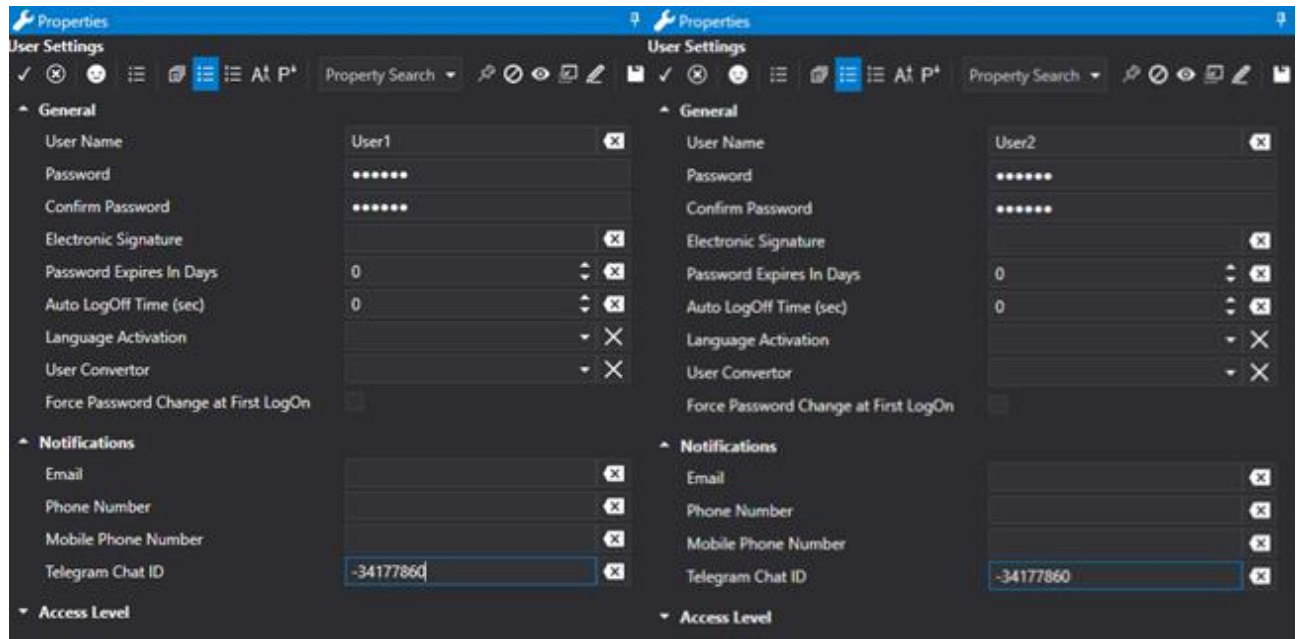 Properties
User Settings
Property Search
General
User Name User1
Password ••••••
Confirm Password ••••••
Electronic Signature
Password Expires In Days 0
Auto LogOff Time (sec) 0
Language Activation
User Convertor
Force Password Change at First LogOn
Notifications
Email
Phone Number
Mobile Phone Number
Telegram Chat ID -34177860
Access Level
Properties
User Settings
Property Search
General
User Name User2
Password ••••••
Confirm Password ••••••
Electronic Signature
Password Expires In Days 0
Auto LogOff Time (sec) 0
Language Activation
User Convertor
Force Password Change at First LogOn
Notifications
Email
Phone Number
Mobile Phone Number
Telegram Chat ID -34177860
Access Level